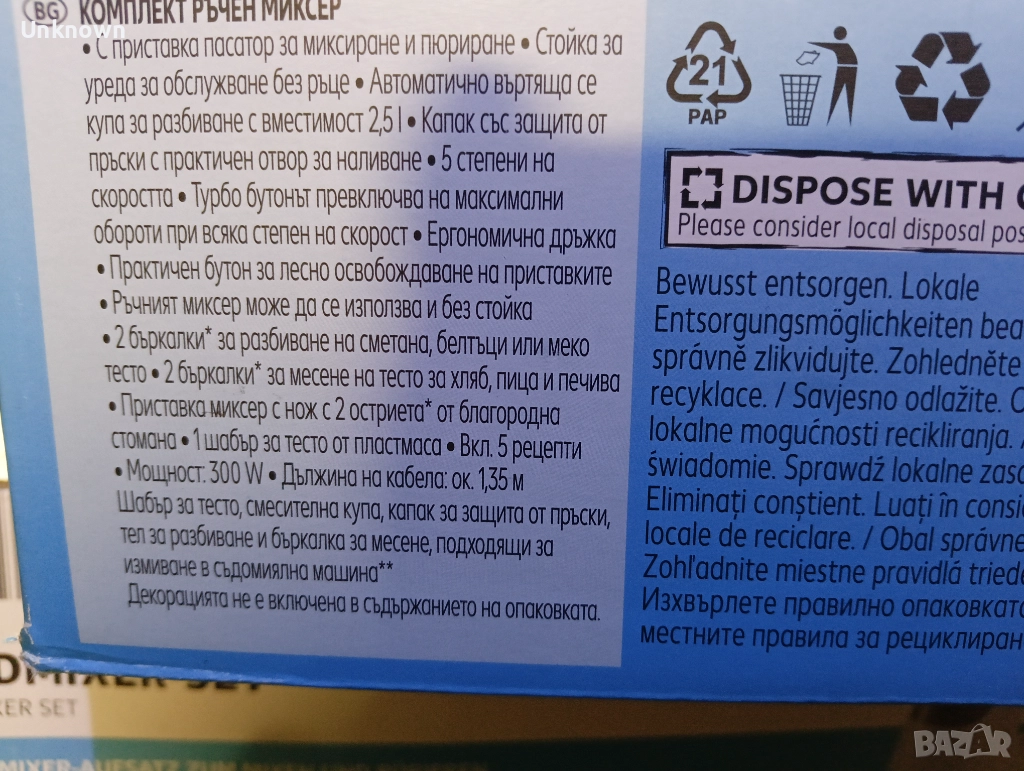 Unknown
BG КОМПЛЕКТ РЪЧЕН МИКСЕР
• С приставка пасатор за миксиране и пюриране • Стойка за
уреда за обслужване без ръце • Автоматично въртяща се
купа за разбиване с вместимост 2,5 l • Капак със защита от
пръски с практичен отвор за наливане • 5 степени на
скоростта • Турбо бутонът превключва на максимални
обороти при всяка степен на скорост • Ергономична дръжка
• Практичен бутон за лесно освобождаване на приставките
• Ръчният миксер може да се използва и без стойка
• 2 бъркалки* за разбиване на сметана, белтъци или меко
тесто • 2 бъркалки* за месене на тесто за хляб, пица и печива
• Приставка миксер с нож с 2 остриета* от благородна
стомана • 1 шабър за тесто от пластмаса • Вкл. 5 рецепти
• Мощност: 300 W • Дължина на кабела: ок. 1,35 м
Шабър за тесто, смесителна купа, капак за защита от пръски,
тел за разбиване и бъркалка за месене, подходящи за
измиване в съдомиялна машина**
Декорацията не е включена в съдържанието на опаковката.
21
PAP
DISPOSE WITH
Please consider local disposal
Bewusst entsorgen. Lokale
Entsorgungsmöglichkeiten
správně zlikvidujte. Zohledněte
recyklace. / Savjesno odlažite.
lokalne mogućnosti recikliranja.
świadomie. Sprawdź lokalne
Eliminați conștient. Luați în
locale de reciclare. / Obal správne
Zohľadnite miestne pravidlá
Изхвърлете правилно
местните правила за
SET
BAZAR